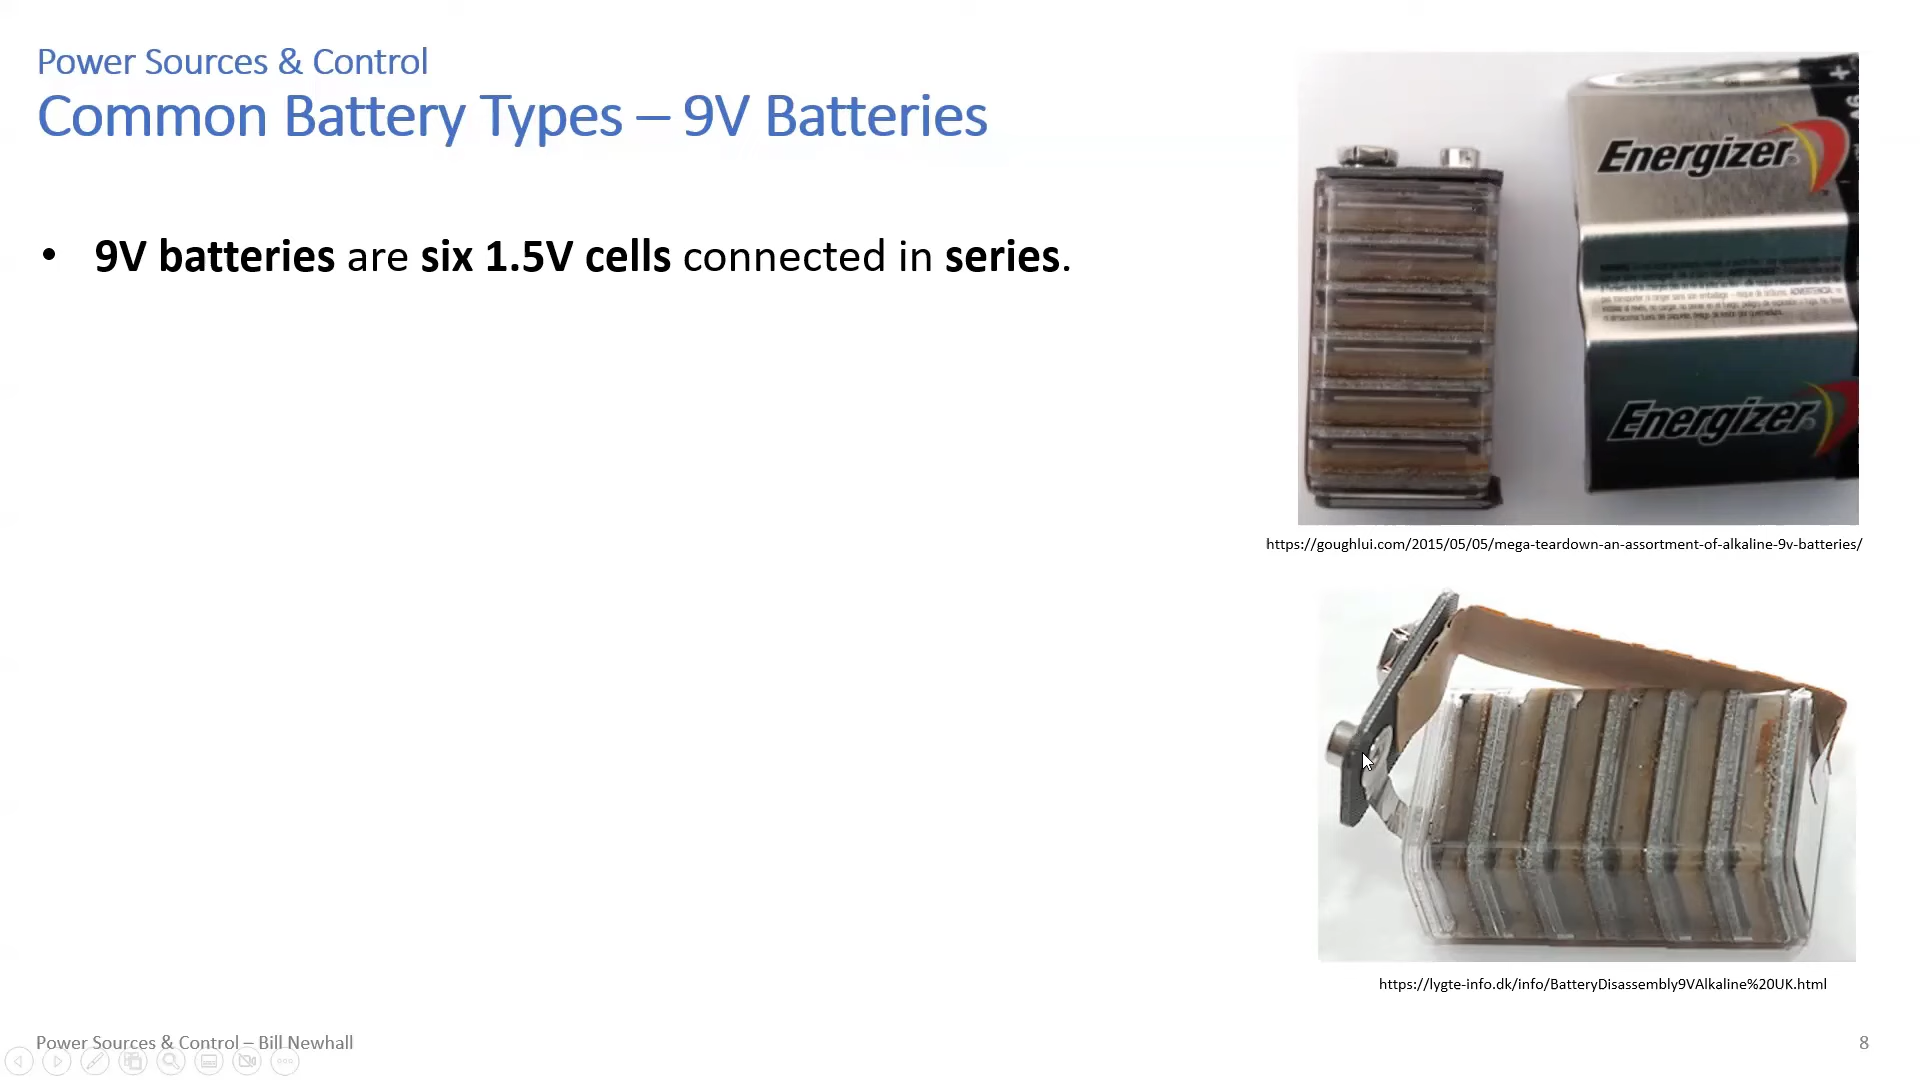 Power Sources & Control
Common Battery Types – 9V Batteries
• 9V batteries are six 1.5V cells connected in series.
Energizer
Energizer
https://goughlui.com/2015/05/05/mega-teardown-an-assortment-of-alkaline-9v-batteries/
https://lygte-info.dk/info/BatteryDisassembly9VAlkaline%20UK.html
Power Sources & Control – Bill Newhall
8